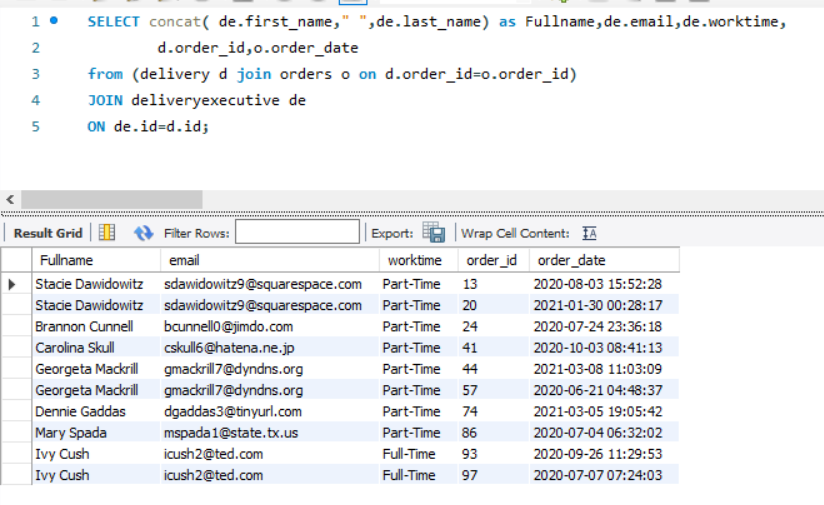 1 SELECT concat( de.first_name," ",de.last_name) as Fullname,de.email,de.worktime,
2 d.order_id,o.order_date
3 from (delivery d join orders o on d.order_id=o.order_id)
4 JOIN deliveryexecutive de
5 ON de.id=d.id;
Result Grid Filter Rows: Export: Wrap Cell Content: IA
Fullname email worktime order_id order_date
Stacie Dawidowitz sdawidowitz9@squarespace.com Part-Time 13 2020-08-03 15:52:28
Stacie Dawidowitz sdawidowitz9@squarespace.com Part-Time 20 2021-01-30 00:28:17
Brannon Cunnell bcunnell0@jimdo.com Part-Time 24 2020-07-24 23:36:18
Carolina Skull cskull6@hatena.ne.jp Part-Time 41 2020-10-03 08:41:13
Georgeta Mackrill gmackrill7@dyndns.org Part-Time 44 2021-03-08 11:03:09
Georgeta Mackrill gmackrill7@dyndns.org Part-Time 57 2020-06-21 04:48:37
Dennie Gaddas dgaddas3@tinyurl.com Part-Time 74 2021-03-05 19:05:42
Mary Spada mspada1@state.tx.us Part-Time 86 2020-07-04 06:32:02
Ivy Cush icush2@ted.com Full-Time 93 2020-09-26 11:29:53
Ivy Cush icush2@ted.com Full-Time 97 2020-07-07 07:24:03